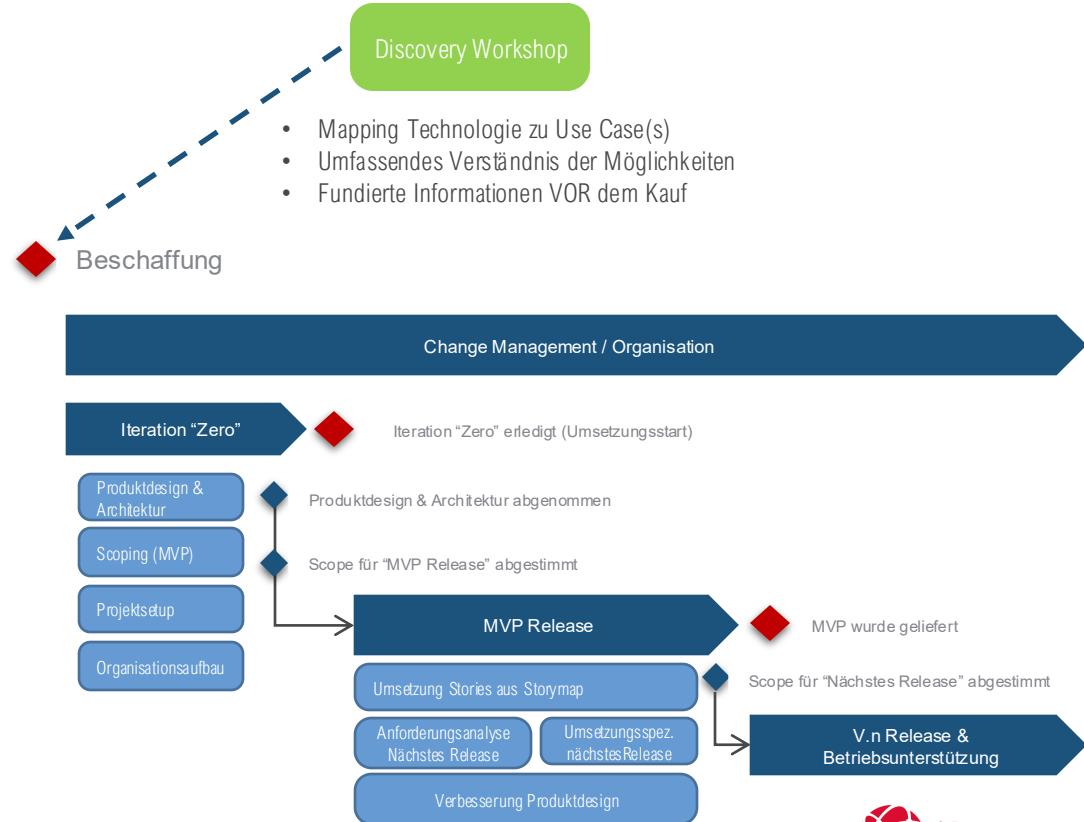 Discovery Workshop
• Mapping Technologie zu Use Case(s)
• Umfassendes Verständnis der Möglichkeiten
• Fundierte Informationen VOR dem Kauf
Beschaffung
Change Management / Organisation
Iteration “Zero”
Iteration “Zero” erledigt (Umsetzungsstart)
Produktdesign &
Architektur
Produktdesign & Architektur abgenommen
Scoping (MVP)
Scope für “MVP Release” abgestimmt
Projektsetup
MVP Release
MVP wurde geliefert
Organisationsaufbau
Umsetzung Stories aus Storymap
Scope für “Nächstes Release” abgestimmt
Anforderungsanalyse
Nächstes Release
Umsetzungsspez.
nächstesRelease
V.n Release &
Betriebsunterstützung
Verbesserung Produktdesign